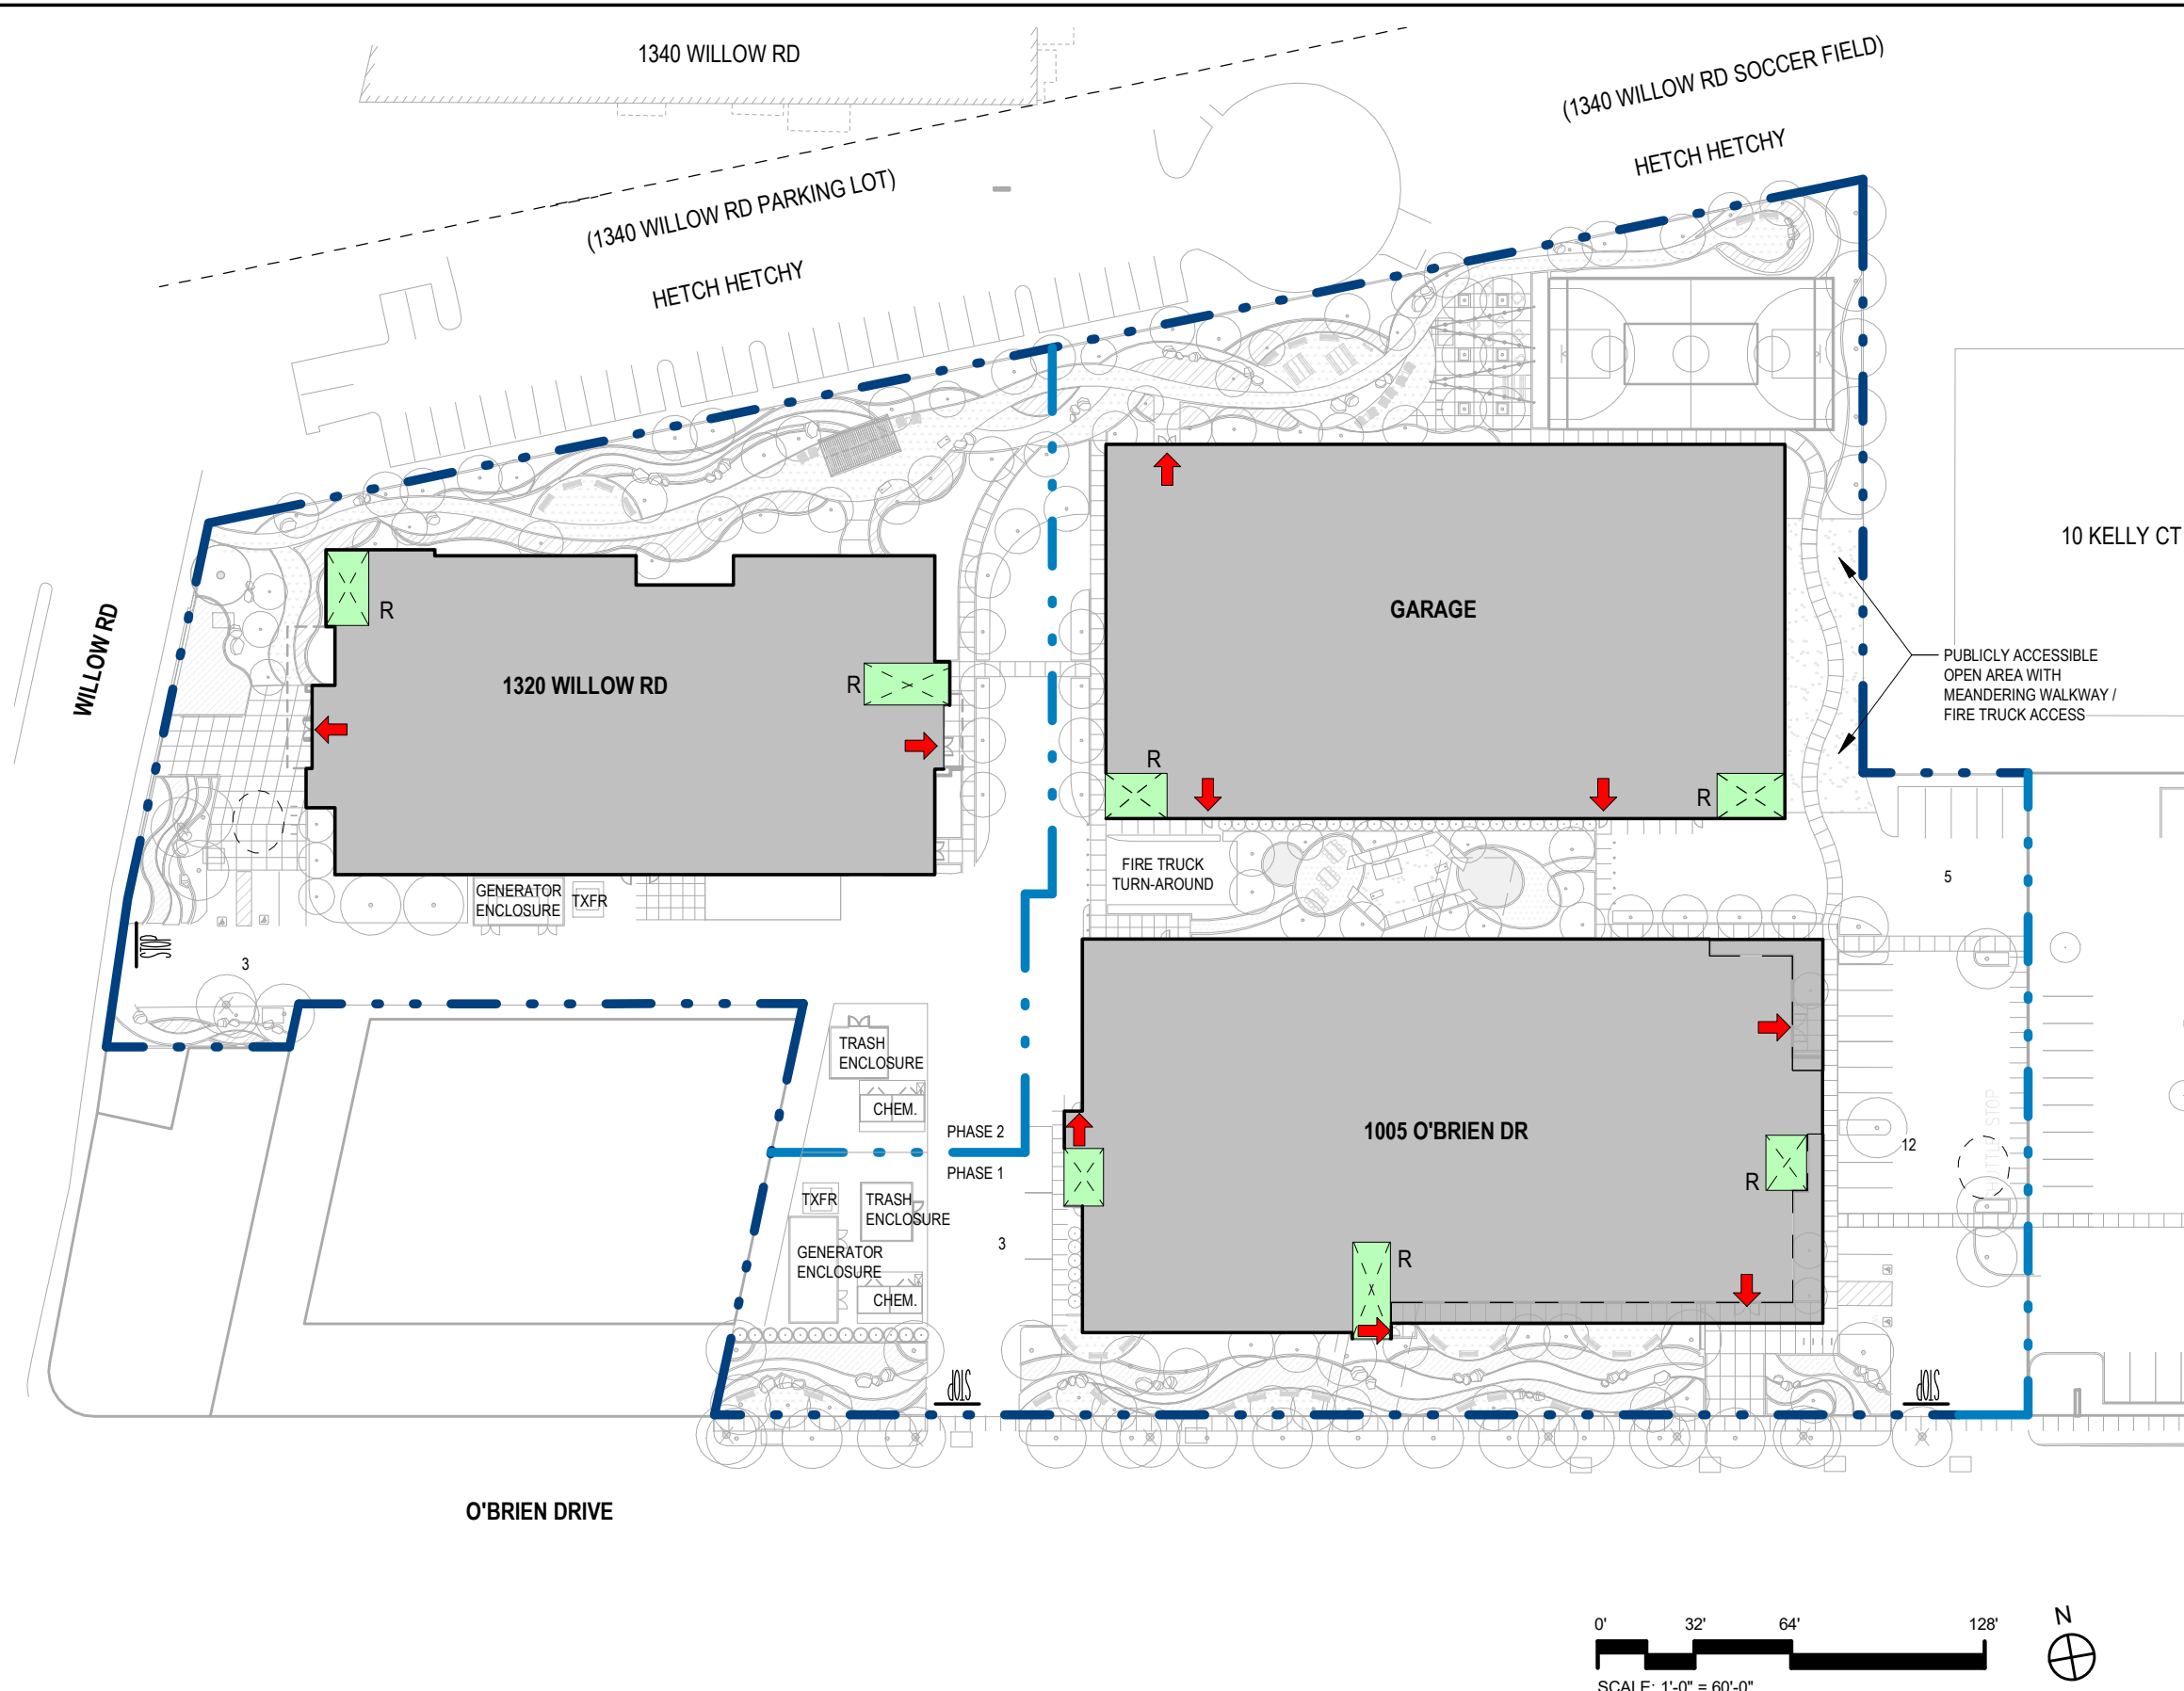 1340 WILLOW RD
(1340 WILLOW RD SOCCER FIELD)
HETCH HETCHY
(1340 WILLOW RD PARKING LOT)
HETCH HETCHY
10 KELLY CT
WILLOW RD
R
1320 WILLOW RD
R
GARAGE
PUBLICLY ACCESSIBLE
OPEN AREA WITH
MEANDERING WALKWAY /
FIRE TRUCK ACCESS
R
R
FIRE TRUCK
TURN-AROUND
5
GENERATOR
ENCLOSURE
TXFR
STOP
3
TRASH
ENCLOSURE
CHEM.
PHASE 2
PHASE 1
1005 O'BRIEN DR
12
SHUTTLE STOP
R
TXFR
TRASH
ENCLOSURE
3
GENERATOR
ENCLOSURE
CHEM.
R
STOP
STOP
O'BRIEN DRIVE
0'
32'
64'
128'
N
SCALE: 1'-0" = 60'-0"